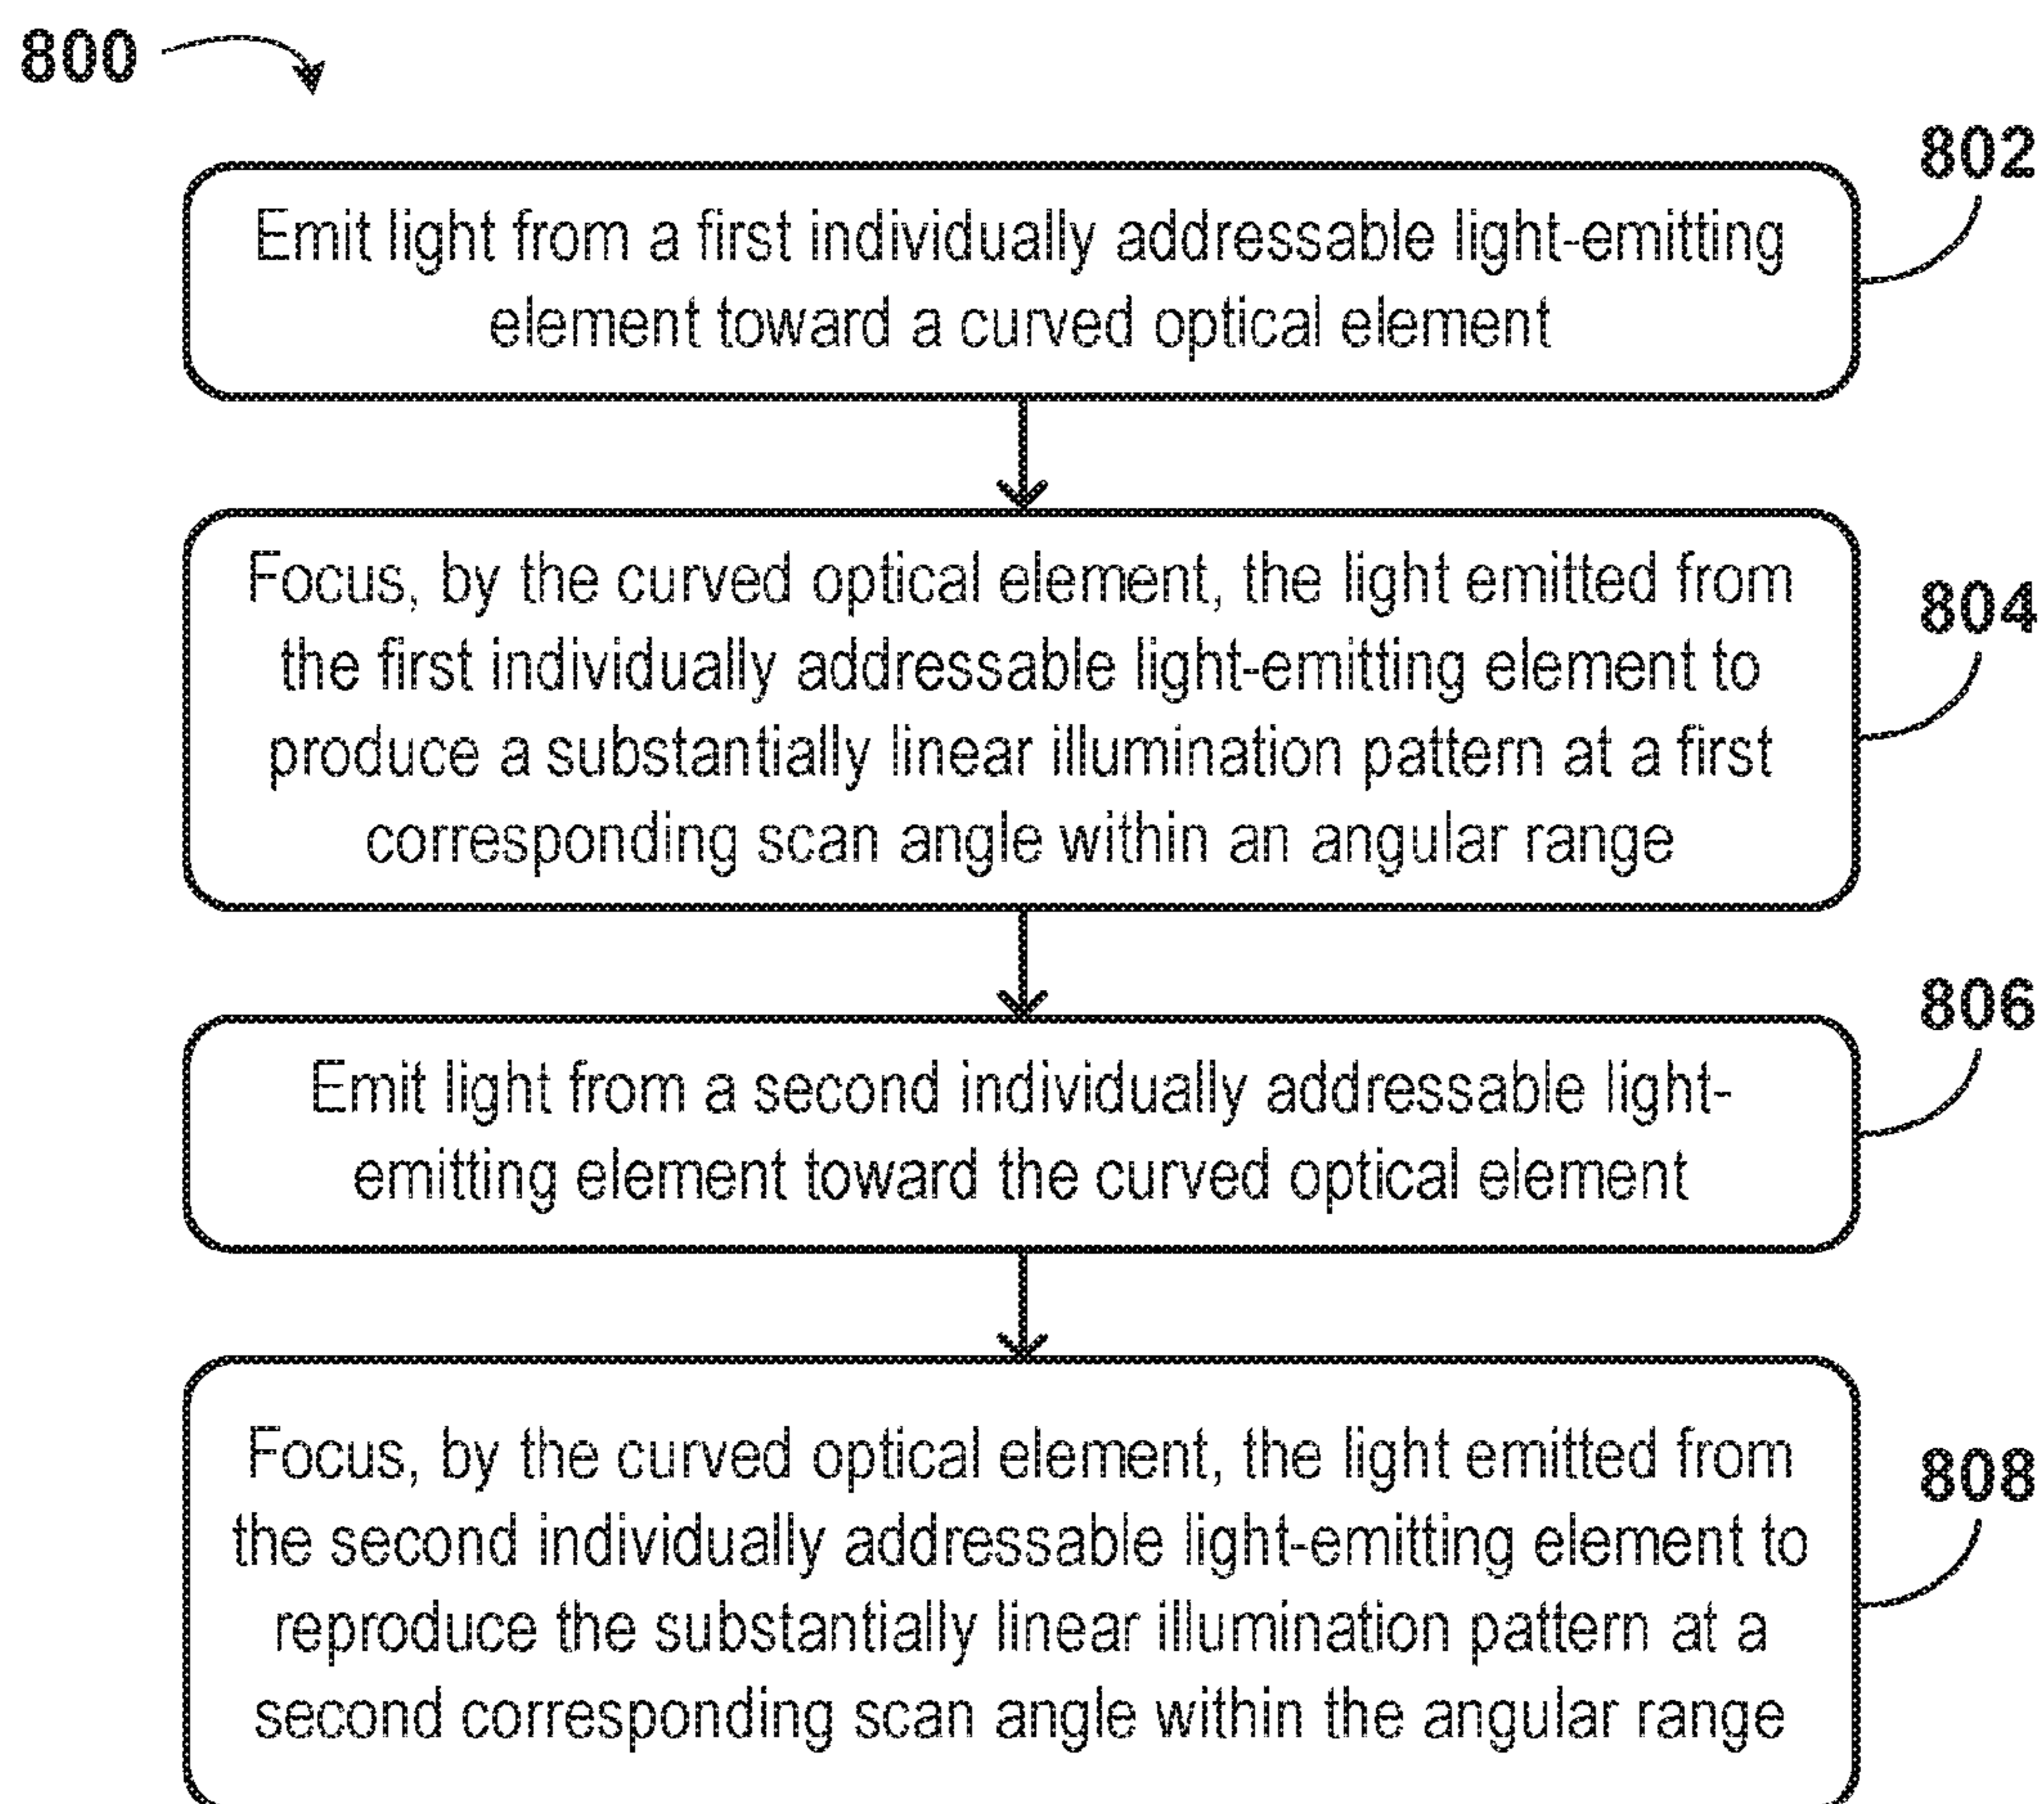 800
802
Emit light from a first individually addressable light-emitting
element toward a curved optical element
804
Focus, by the curved optical element, the light emitted from
the first individually addressable light-emitting element to
produce a substantially linear illumination pattern at a first
corresponding scan angle within an angular range
806
Emit light from a second individually addressable light-
emitting element toward the curved optical element
808
Focus, by the curved optical element, the light emitted from
the second individually addressable light-emitting element to
reproduce the substantially linear illumination pattern at a
second corresponding scan angle within the angular range